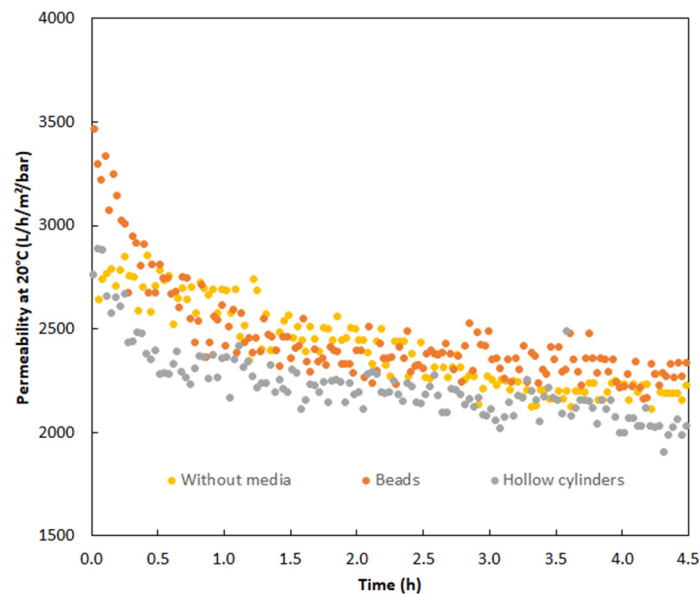 4000
3500
3000
2500
2000
1500
Permeability at 20°C (L/h/m²/bar)
Without media
Beads
Hollow cylinders
0.0 0.5 1.0 1.5 2.0 2.5 3.0 3.5 4.0 4.5
Time (h)